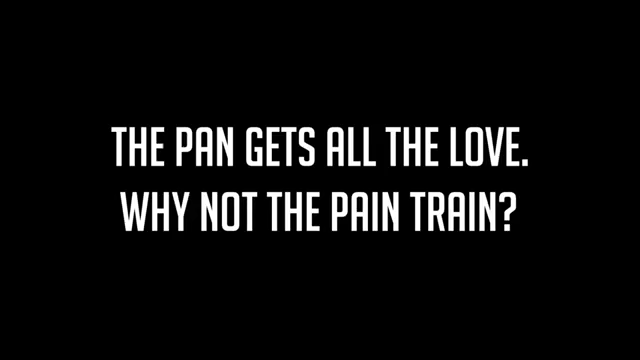 THE PAN GETS ALL THE LOVE.
WHY NOT THE PAIN TRAIN?